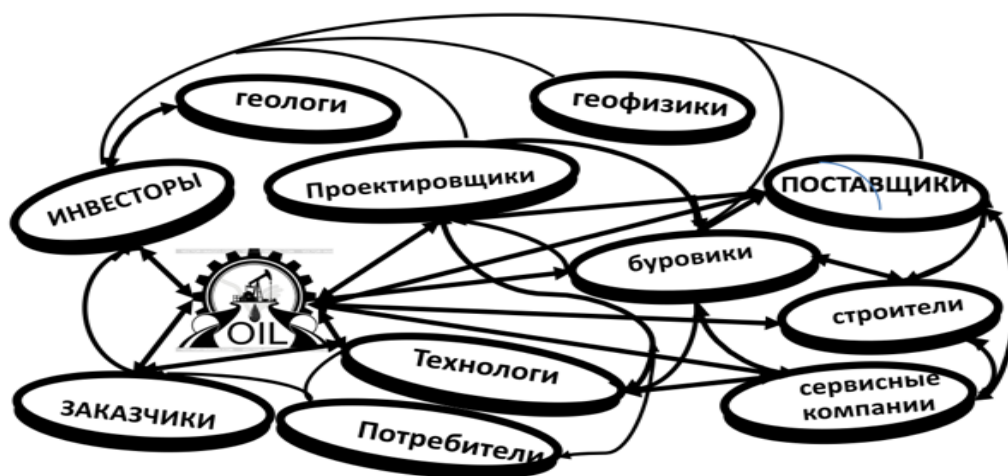 геологи
геофизики
ИНВЕСТОРЫ
Проектировщики
ПОСТАВЩИКИ
буровики
строители
OIL
Технологи
сервисные
компании
ЗАКАЗЧИКИ
Потребители